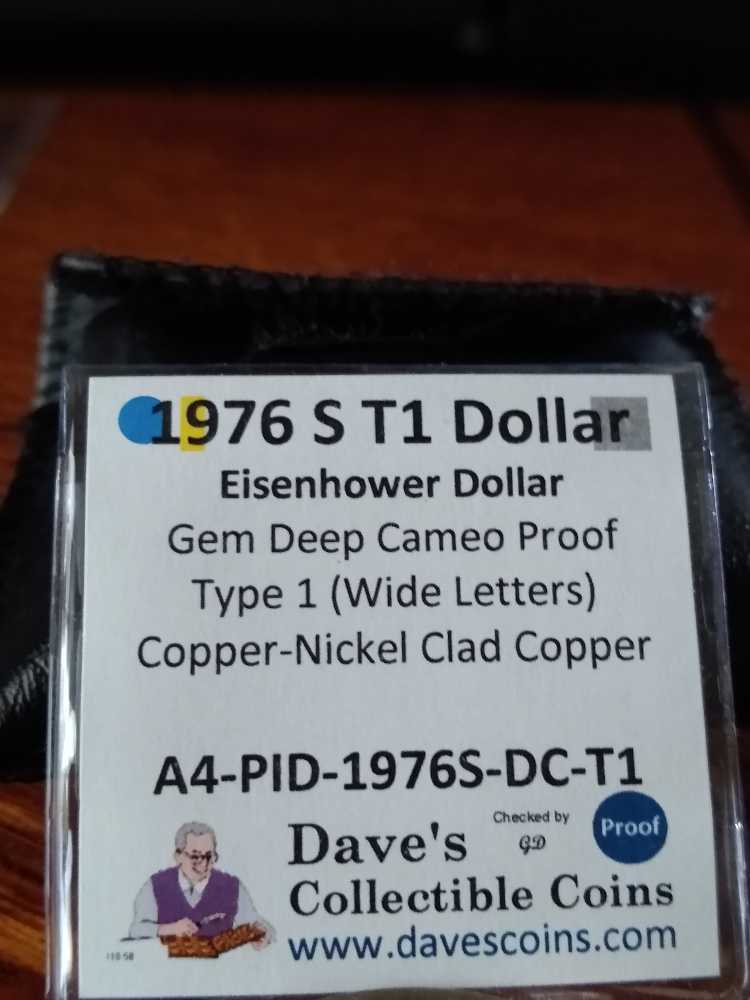 1976 S T1 Dollar
Eisenhower Dollar
Gem Deep Cameo Proof
Type 1 (Wide Letters)
Copper-Nickel Clad Copper
A4-PID-1976S-DC-T1
Checked by
GD
Proof
Dave's
Collectible Coins
www.davescoins.com